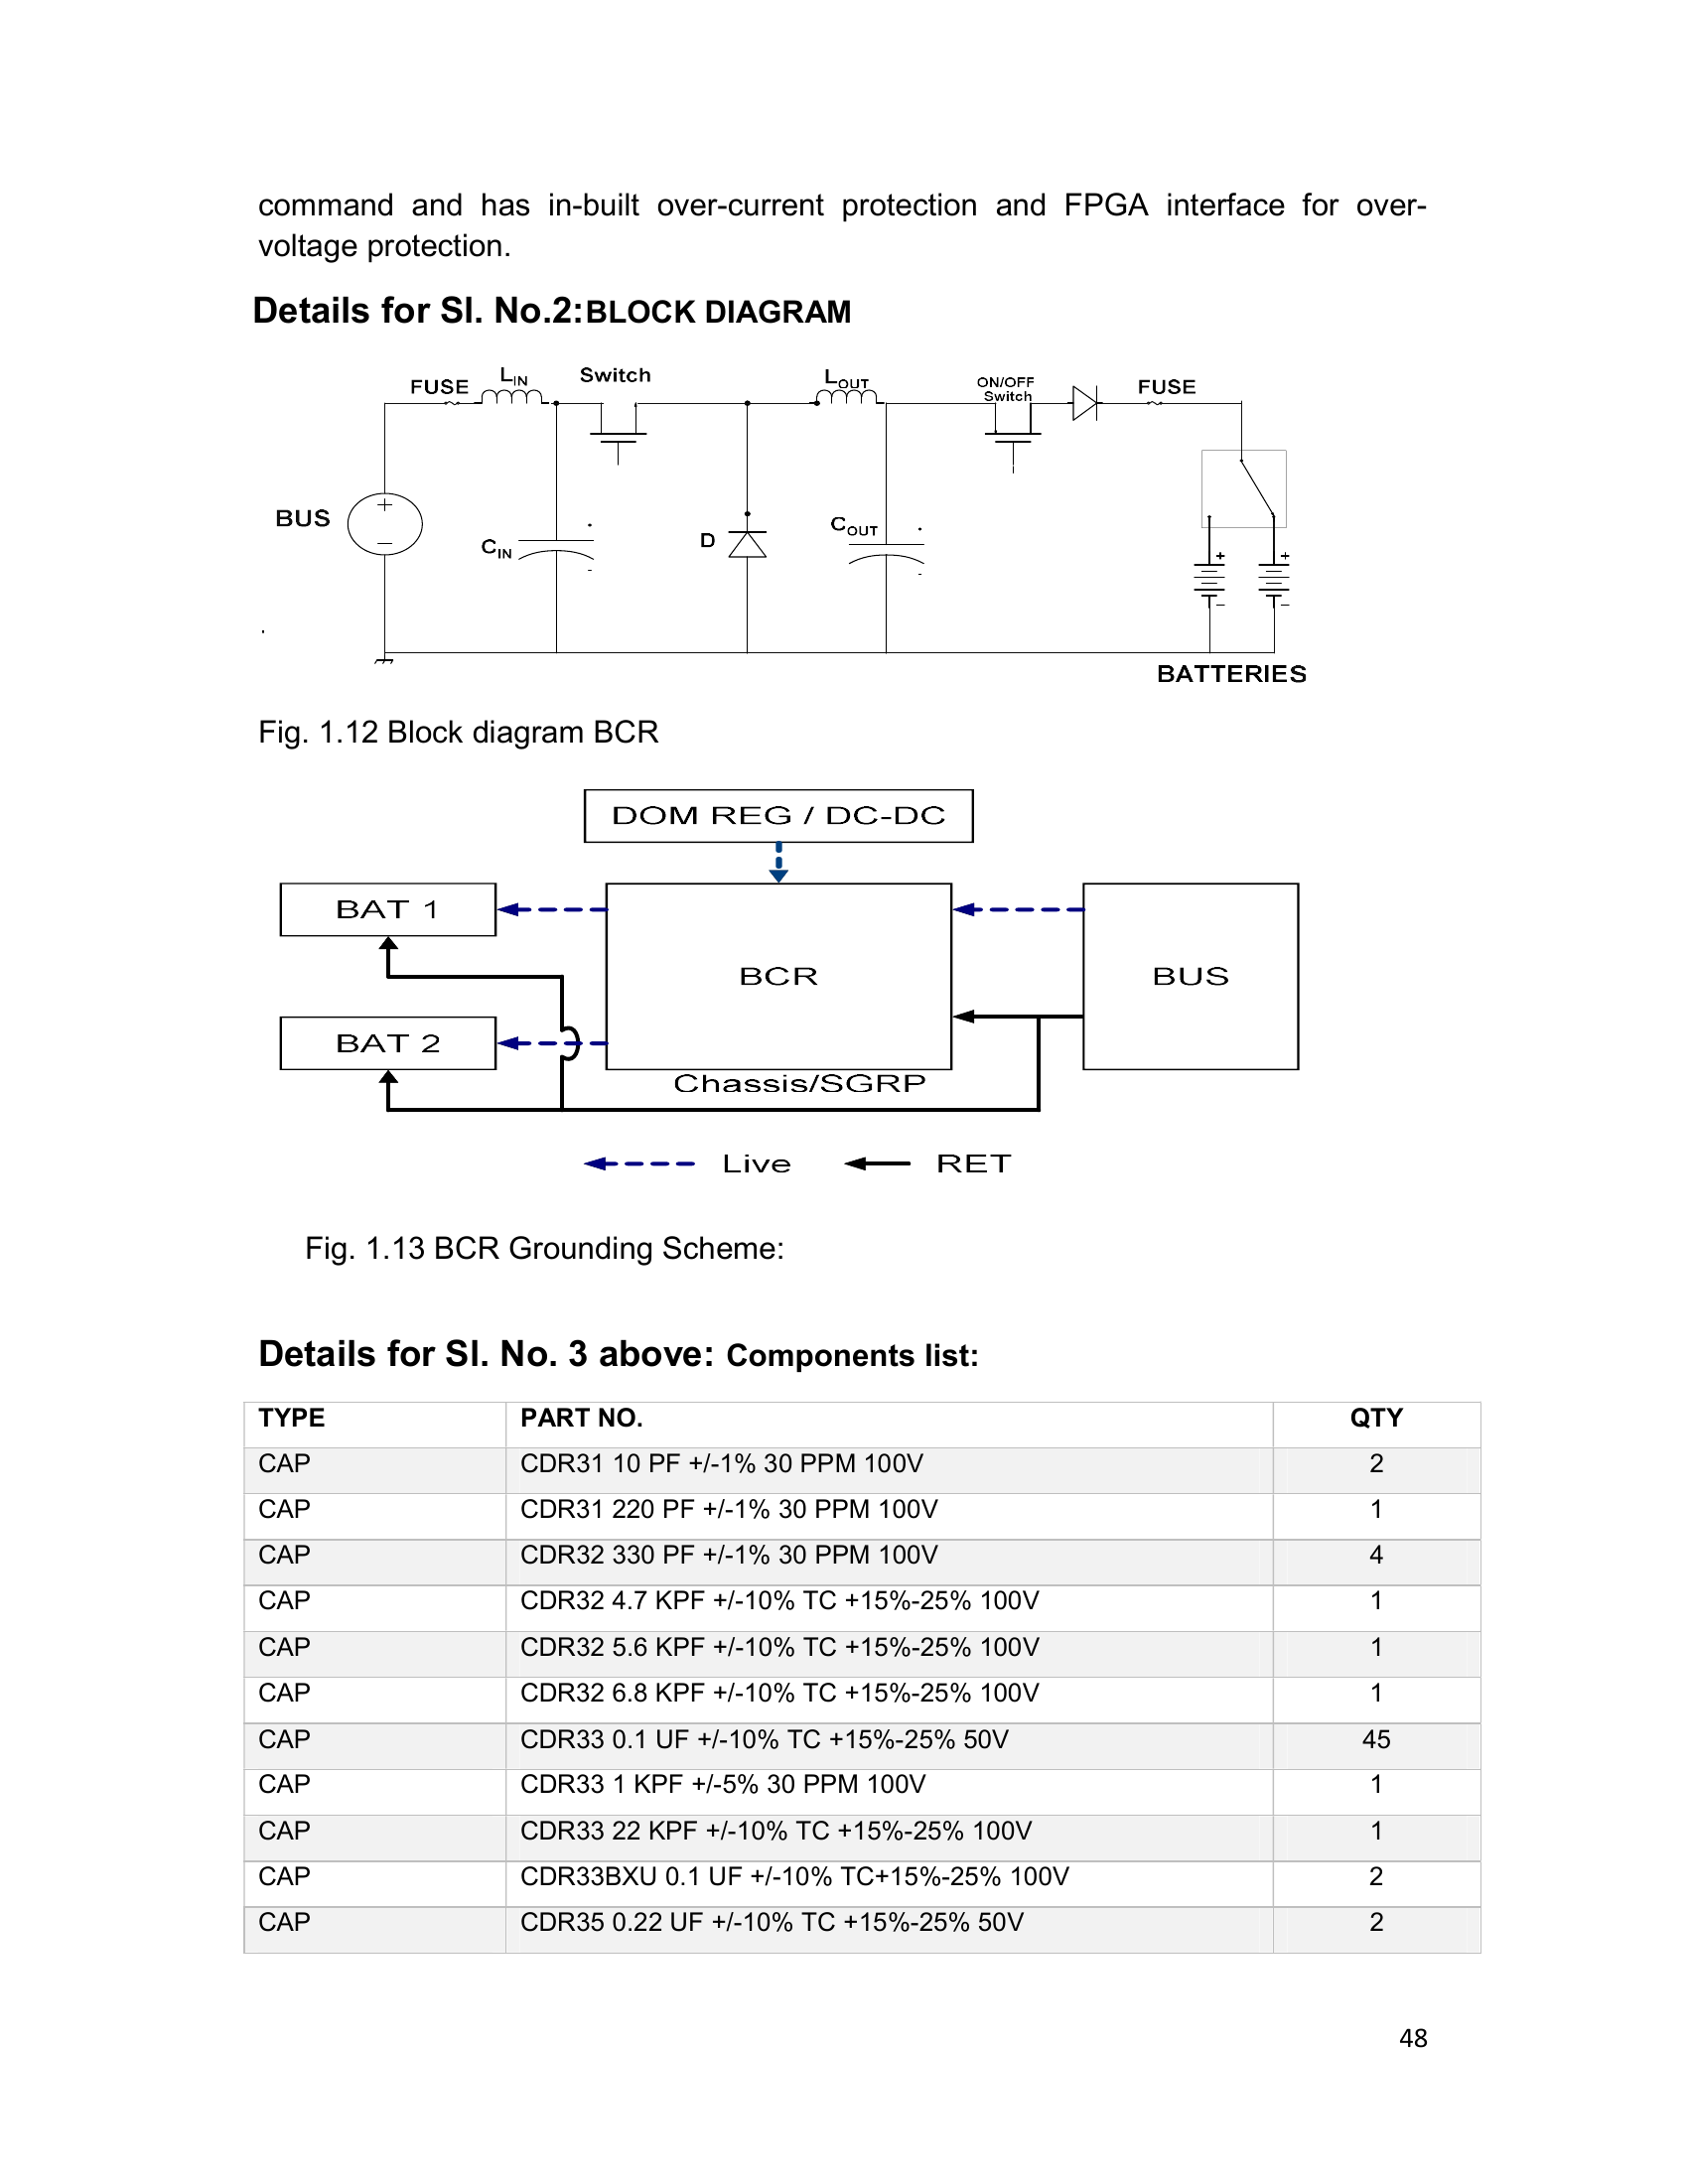 command and has in-built over-current protection and FPGA interface for over-
voltage protection.
Details for Sl. No.2:BLOCK DIAGRAM
FUSE LIN Switch LOUT ON/OFF Switch FUSE
BUS
+
−
CIN
D
COUT
+ +
− −
BATTERIES
Fig. 1.12 Block diagram BCR
DOM REG / DC-DC
BAT 1
BCR
BUS
BAT 2
Chassis/SGRP
Live RET
Fig. 1.13 BCR Grounding Scheme:
Details for Sl. No. 3 above: Components list:
TYPE PART NO. QTY
CAP CDR31 10 PF +/-1% 30 PPM 100V 2
CAP CDR31 220 PF +/-1% 30 PPM 100V 1
CAP CDR32 330 PF +/-1% 30 PPM 100V 4
CAP CDR32 4.7 KPF +/-10% TC +15%-25% 100V 1
CAP CDR32 5.6 KPF +/-10% TC +15%-25% 100V 1
CAP CDR32 6.8 KPF +/-10% TC +15%-25% 100V 1
CAP CDR33 0.1 UF +/-10% TC +15%-25% 50V 45
CAP CDR33 1 KPF +/-5% 30 PPM 100V 1
CAP CDR33 22 KPF +/-10% TC +15%-25% 100V 1
CAP CDR33BXU 0.1 UF +/-10% TC+15%-25% 100V 2
CAP CDR35 0.22 UF +/-10% TC +15%-25% 50V 2
48